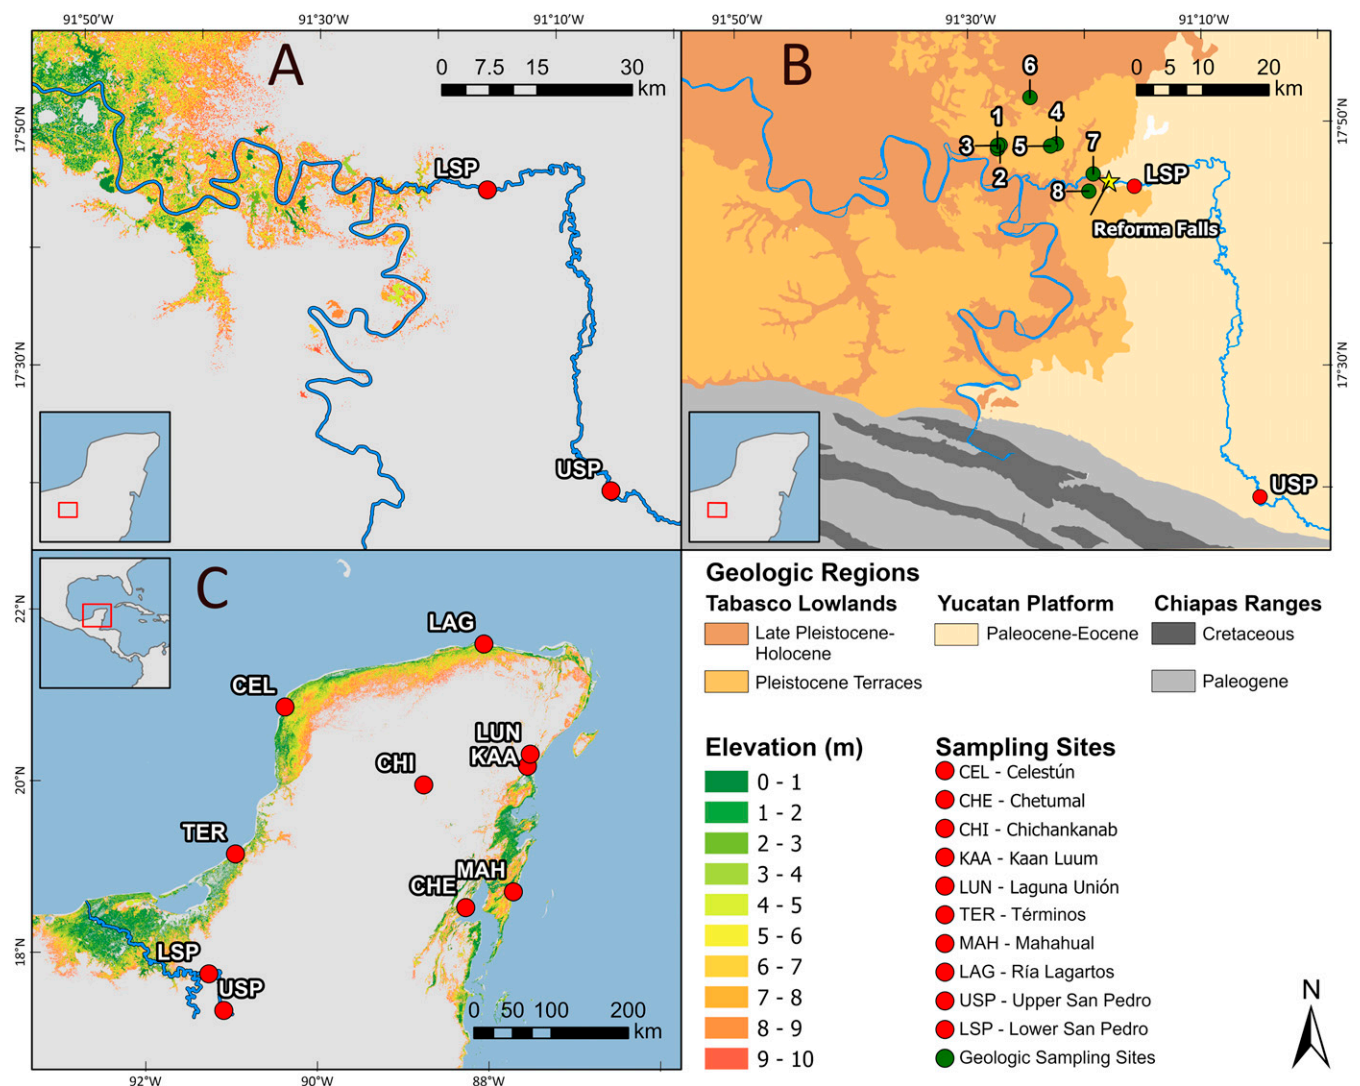 91°50'W
91°30'W
91°10'W
91°50'W
91°30'W
91°10'W
A
0 7.5 15 30
km
LSP
USP
17°50'N
17°30'N
B
0 5 10 20
km
6
1
4
3
5
7
2
8
LSP
Reforma Falls
USP
17°50'N
17°30'N
C
LAG
CEL
LUN
KAA
CHI
TER
MAH
CHE
LSP
USP
0 50 100 200
km
22°N
20°N
18°N
92°W
90°W
88°W
Geologic Regions
Tabasco Lowlands
Late Pleistocene-
Holocene
Pleistocene Terraces
Yucatan Platform
Paleocene-Eocene
Chiapas Ranges
Cretaceous
Paleogene
Elevation (m)
0 - 1
1 - 2
2 - 3
3 - 4
4 - 5
5 - 6
6 - 7
7 - 8
8 - 9
9 - 10
Sampling Sites
CEL - Celestún
CHE - Chetumal
CHI - Chichankanab
KAA - Kaan Luum
LUN - Laguna Unión
TER - Términos
MAH - Mahahual
LAG - Ría Lagartos
USP - Upper San Pedro
LSP - Lower San Pedro
Geologic Sampling Sites
N